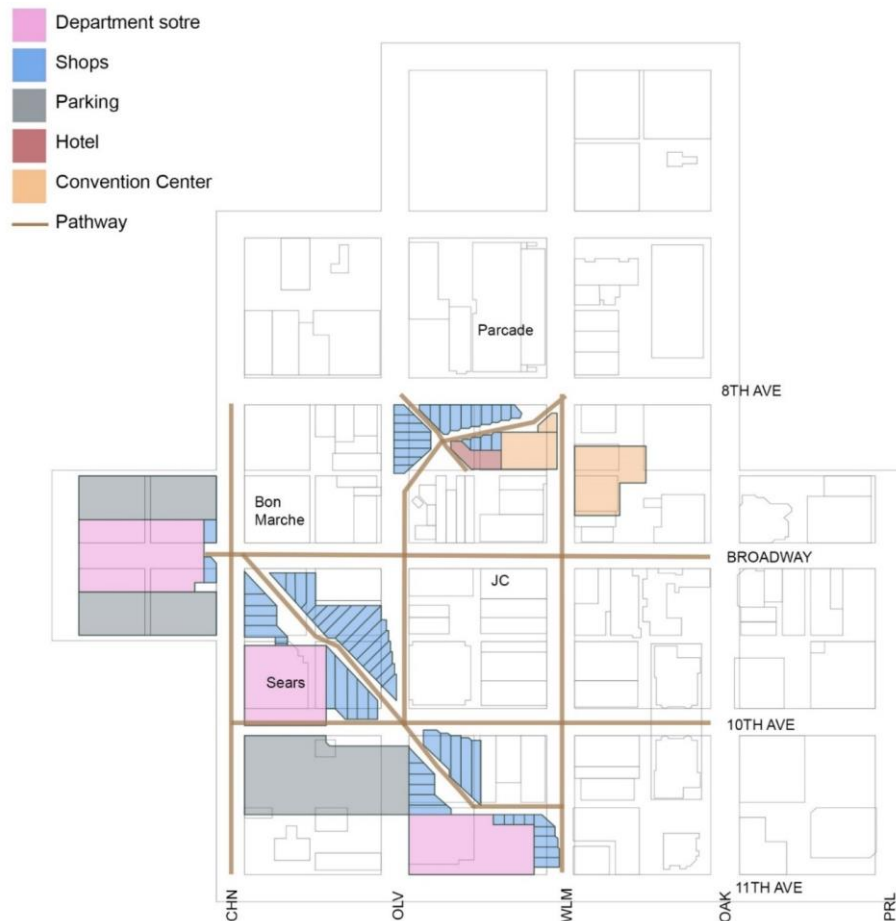 Department sotre
Shops
Parking
Hotel
Convention Center
Pathway
Parcade
8TH AVE
Bon
Marche
BROADWAY
JC
Sears
10TH AVE
11TH AVE
CHN
OLV
WLM
OAK
PRL